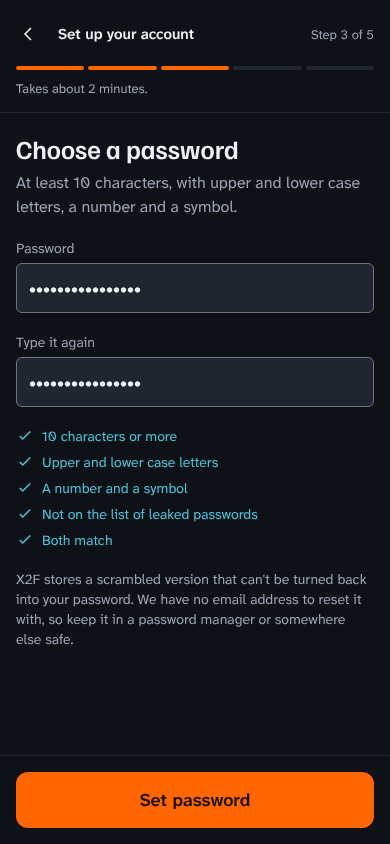 Set up your account
Step 3 of 5
Takes about 2 minutes.
Choose a password
At least 10 characters, with upper and lower case
letters, a number and a symbol.
Password
••••••••••••••••
Type it again
••••••••••••••••
10 characters or more
Upper and lower case letters
A number and a symbol
Not on the list of leaked passwords
Both match
X2F stores a scrambled version that can't be turned back
into your password. We have no email address to reset it
with, so keep it in a password manager or somewhere
else safe.
Set password